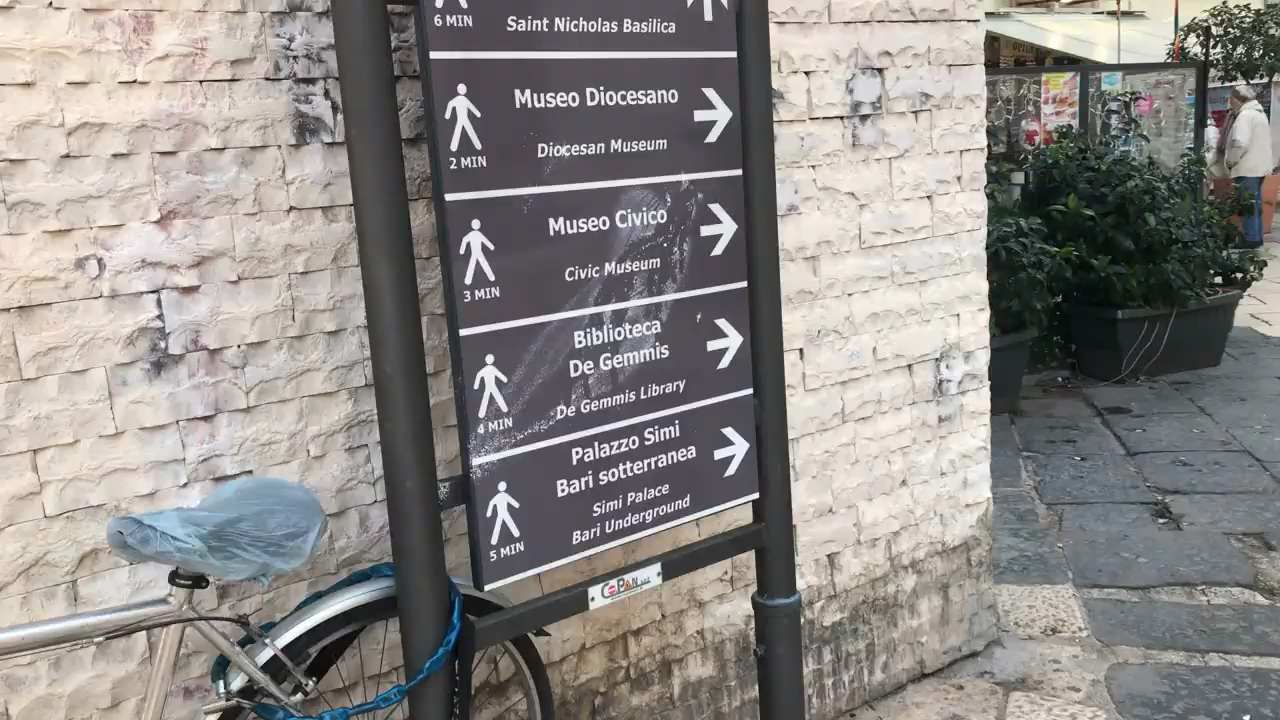 6 MIN
Saint Nicholas Basilica
Museo Diocesano
Diocesan Museum
2 MIN
Museo Civico
Civic Museum
3 MIN
Biblioteca
De Gemmis
De Gemmis Library
4 MIN
Palazzo Simi
Bari sotterranea
Simi Palace
Bari Underground
5 MIN
CoPAN